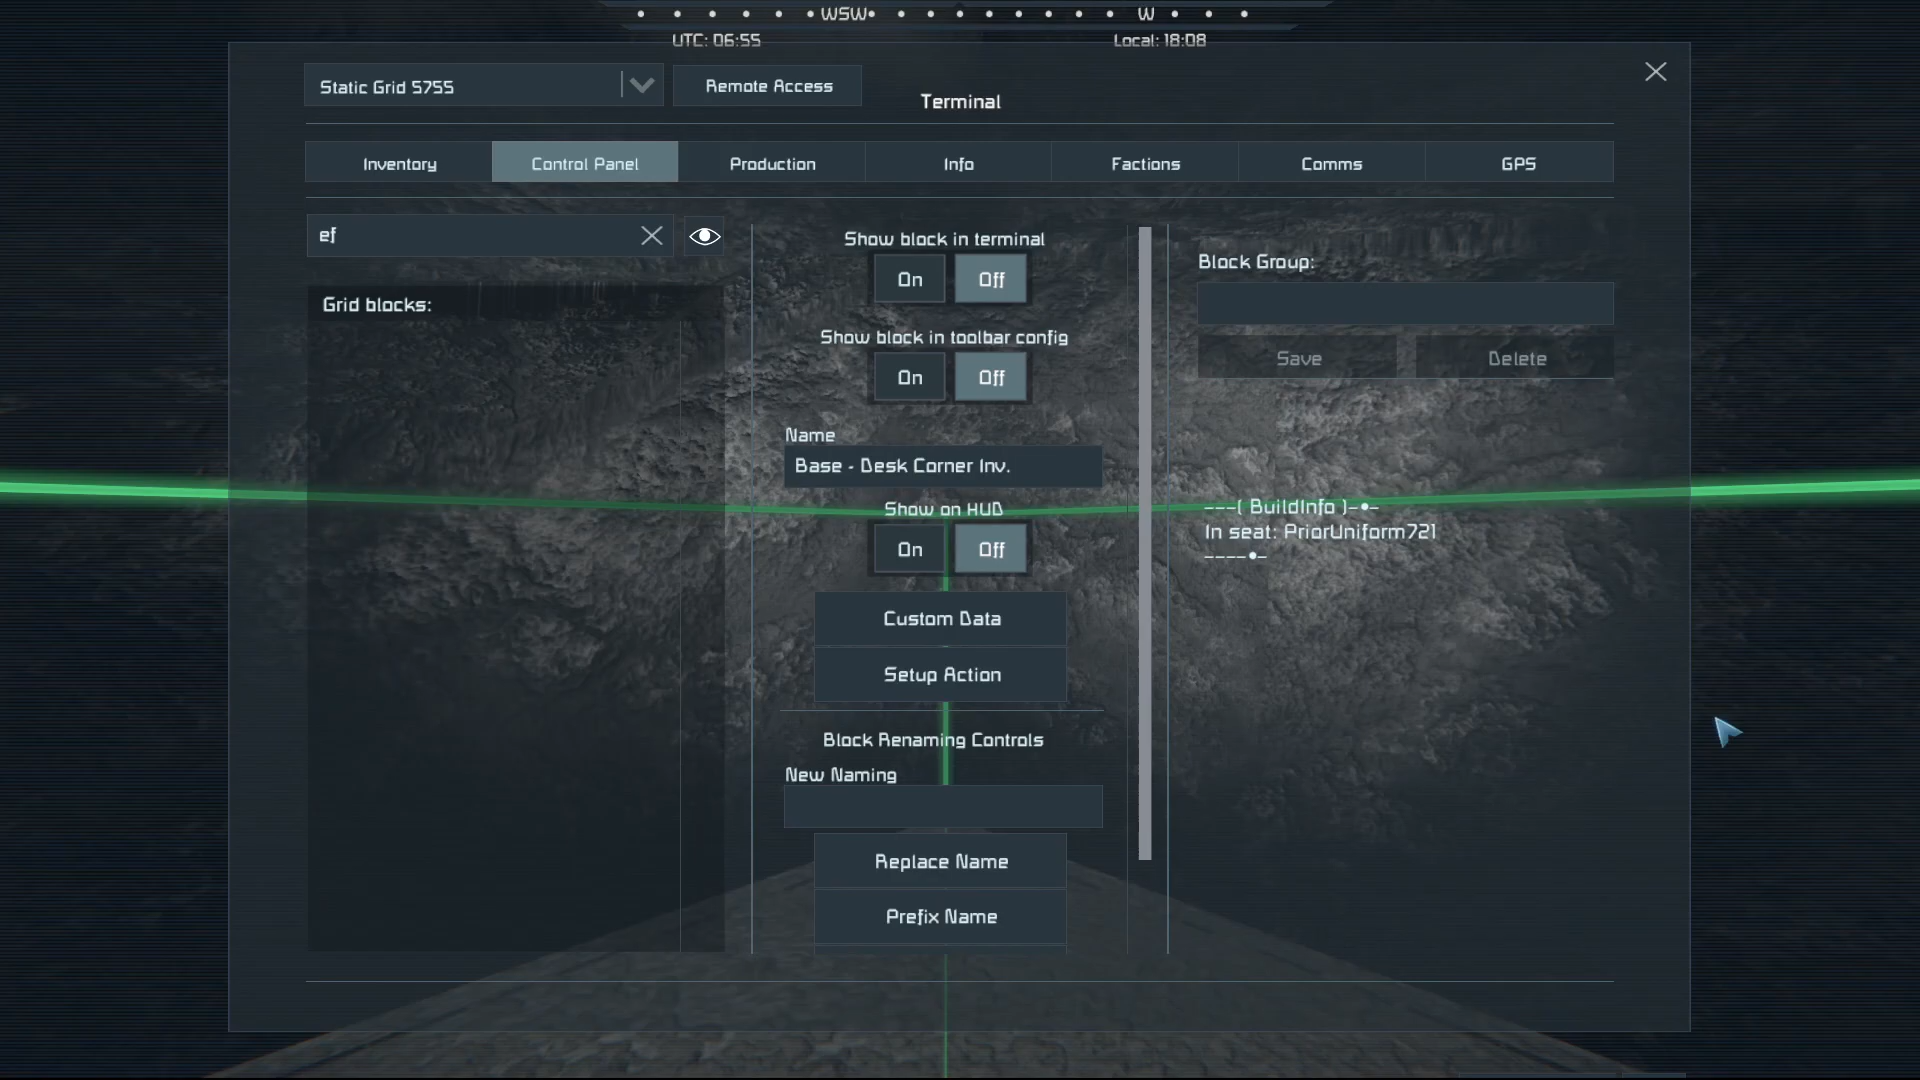 WSW W
UTC: 06:55 Local: 18:08
Static Grid 5755
Remote Access
Terminal
Inventory Control Panel Production Info Factions Comms GPS
ef
Grid blocks:
Show block in terminal
On Off
Show block in toolbar config
On Off
Name
Base - Desk Corner Inv.
Show on HUD
On Off
Custom Data
Setup Action
Block Renaming Controls
New Naming
Replace Name
Prefix Name
Block Group:
Save Delete
---( BuildInfo )-•-
In seat: PriorUniform721
----•-